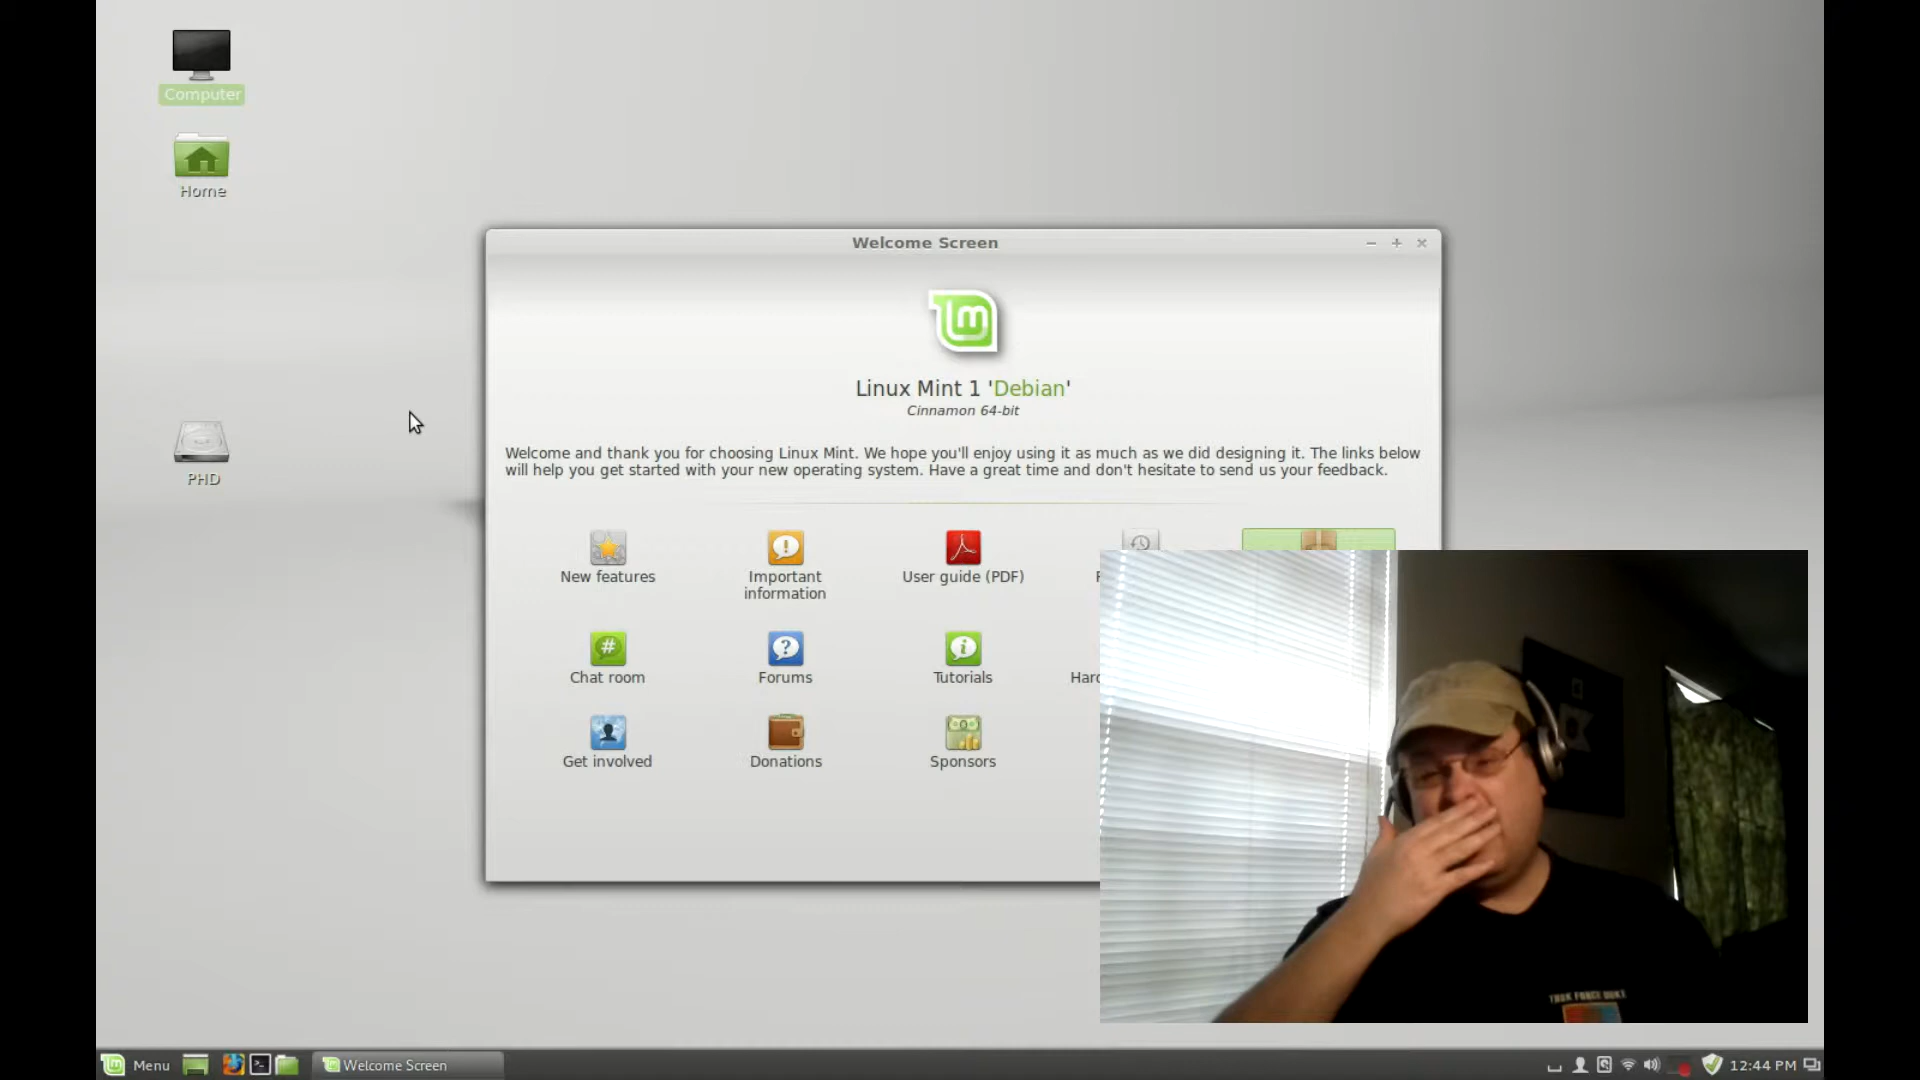 Computer
Home
PHD
Welcome Screen
Linux Mint 1 'Debian'
Cinnamon 64-bit
Welcome and thank you for choosing Linux Mint. We hope you'll enjoy using it as much as we did designing it. The links below
will help you get started with your new operating system. Have a great time and don't hesitate to send us your feedback.
New features
Important
information
User guide (PDF)
Chat room
Forums
Tutorials
Get involved
Donations
Sponsors
TASK FORCE
Menu
Welcome Screen
12:44 PM